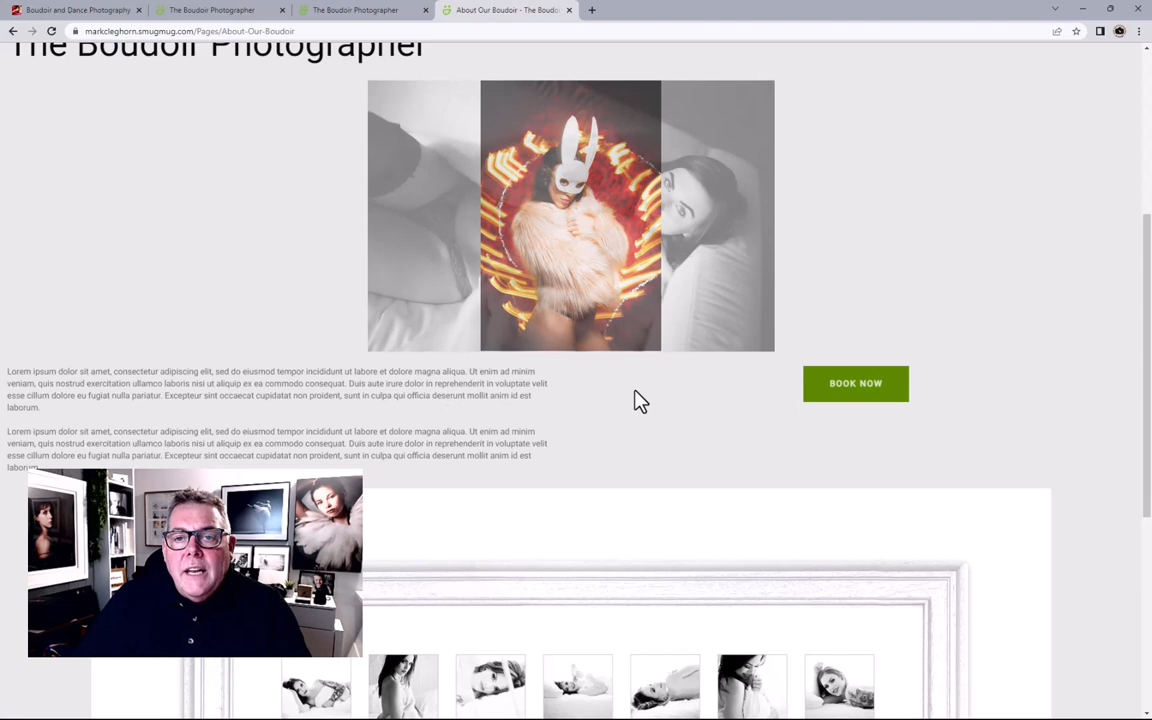 Boudoir and Dance Photography
The Boudoir Photographer
The Boudoir Photographer
About Our Boudoir - The Boudo
markcleghorn.smugmug.com/Pages/About-Our-Boudoir
The Boudoir Photographer
Lorem ipsum dolor sit amet, consectetur adipiscing elit, sed do eiusmod tempor incididunt ut labore et dolore magna aliqua. Ut enim ad minim
veniam, quis nostrud exercitation ullamco laboris nisi ut aliquip ex ea commodo consequat. Duis aute irure dolor in reprehenderit in voluptate velit
esse cillum dolore eu fugiat nulla pariatur. Excepteur sint occaecat cupidatat non proident, sunt in culpa qui officia deserunt mollit anim id est
laborum.
BOOK NOW
Lorem ipsum dolor sit amet, consectetur adipiscing elit, sed do eiusmod tempor incididunt ut labore et dolore magna aliqua. Ut enim ad minim
veniam, quis nostrud exercitation ullamco laboris nisi ut aliquip ex ea commodo consequat. Duis aute irure dolor in reprehenderit in voluptate velit
esse cillum dolore eu fugiat nulla pariatur. Excepteur sint occaecat cupidatat non proident, sunt in culpa qui officia deserunt mollit anim id est
laborum.